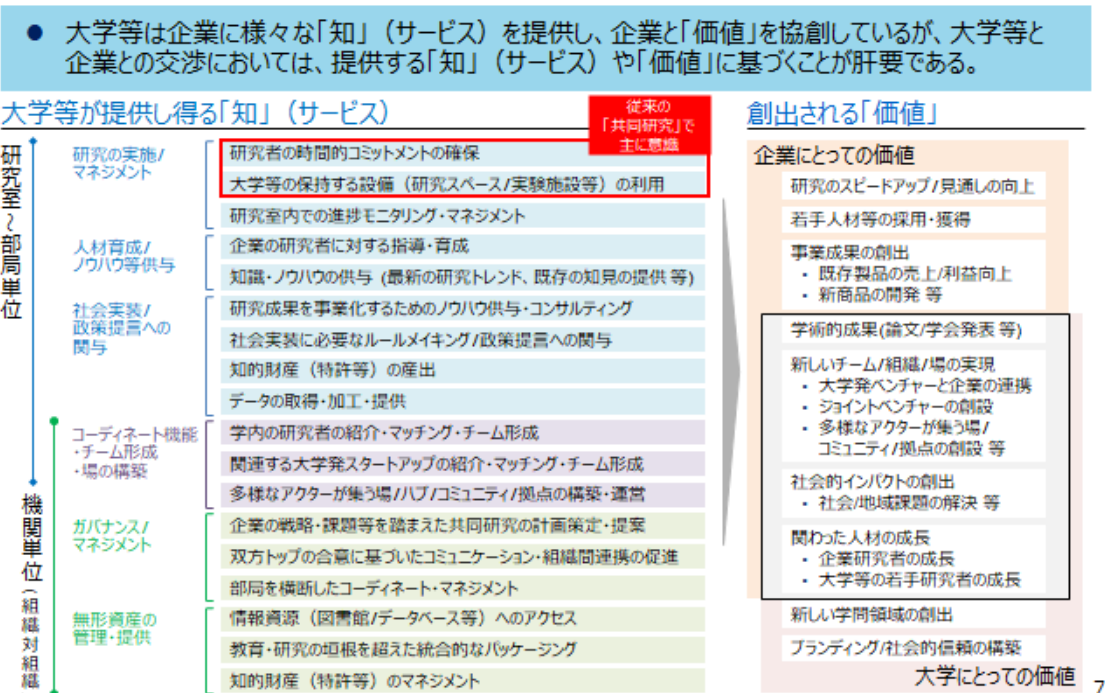 ● 大学等は企業に様々な「知」（サービス）を提供し、企業と「価値」を協創しているが、大学等と
企業との交渉においては、提供する「知」（サービス）や「価値」に基づくことが肝要である。
大学等が提供し得る「知」（サービス）
従来の
「共同研究」で
主に意識
研究室～部局単位
研究の実施/
マネジメント
研究者の時間的コミットメントの確保
大学等の保持する設備（研究スペース/実験施設等）の利用
研究室内での進捗モニタリング・マネジメント
人材育成/
ノウハウ等供与
企業の研究者に対する指導・育成
知識・ノウハウの供与（最新の研究トレンド、既存の知見の提供 等）
社会実装/
政策提言への
関与
研究成果を事業化するためのノウハウ供与・コンサルティング
社会実装に必要なルールメイキング/政策提言への関与
知的財産（特許等）の産出
データの取得・加工・提供
機関単位（組織対組織
コーディネート機能
・チーム形成
・場の構築
学内の研究者の紹介・マッチング・チーム形成
関連する大学発スタートアップの紹介・マッチング・チーム形成
多様なアクターが集う場/ハブ/コミュニティ/拠点の構築・運営
ガバナンス/
マネジメント
企業の戦略・課題等を踏まえた共同研究の計画策定・提案
双方トップの合意に基づいたコミュニケーション・組織間連携の促進
部局を横断したコーディネート・マネジメント
無形資産の
管理・提供
情報資源（図書館/データベース等）へのアクセス
教育・研究の垣根を超えた統合的なパッケージング
知的財産（特許等）のマネジメント
創出される「価値」
企業にとっての価値
研究のスピードアップ/見通しの向上
若手人材等の採用・獲得
事業成果の創出
・ 既存製品の売上/利益向上
・ 新商品の開発 等
学術的成果(論文/学会発表 等)
新しいチーム/組織/場の実現
・ 大学発ベンチャーと企業の連携
・ ジョイントベンチャーの創設
・ 多様なアクターが集う場/
コミュニティ/拠点の創設 等
社会的インパクトの創出
・ 社会/地域課題の解決 等
関わった人材の成長
・ 企業研究者の成長
・ 大学等の若手研究者の成長
新しい学問領域の創出
ブランディング/社会的信頼の構築
大学にとっての価値
7